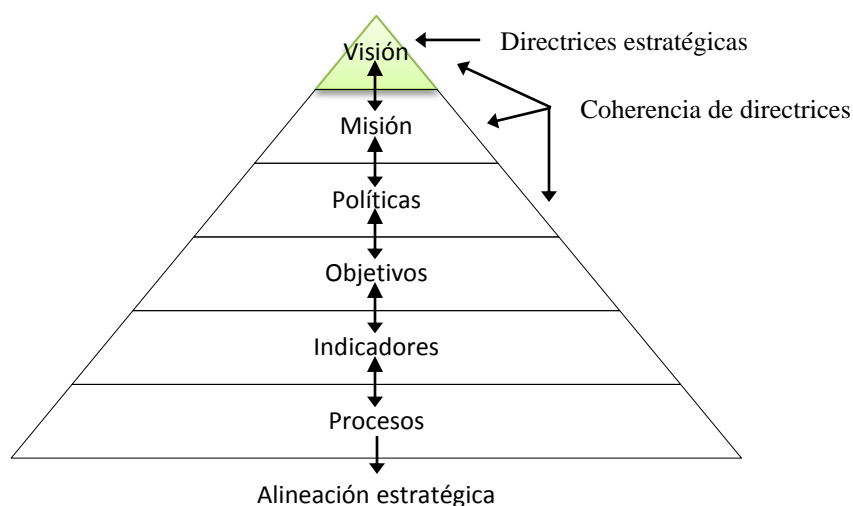 Directrices estratégicas
Visión
Coherencia de directrices
Misión
Políticas
Objetivos
Indicadores
Procesos
Alineación estratégica